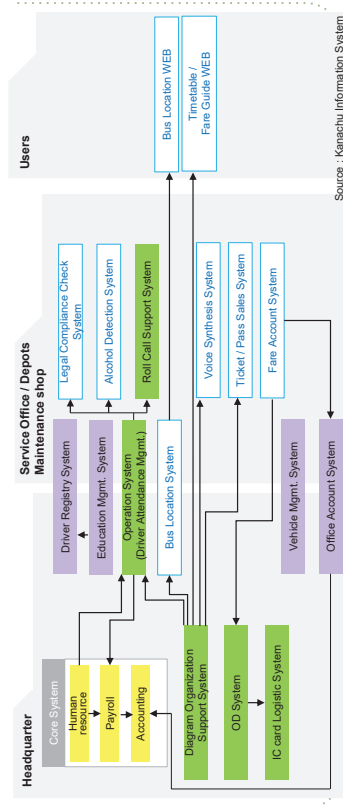 Headquarter
Core System
Human
resource
Payroll
Accounting
Diagram Organization
Support System
OD System
IC card Logistic System
Service Office / Depots
Maintenance shop
Driver Registry System
Education Mgmt. System
Operation System
(Driver Attendance Mgmt.)
Bus Location System
Vehicle Mgmt. System
Office Account System
Legal Compliance Check
System
Alcohol Detection System
Roll Call Support System
Voice Synthesis System
Ticket / Pass Sales System
Fare Account System
Users
Bus Location WEB
Timetable /
Fare Guide WEB
Source : Kanachu Information System